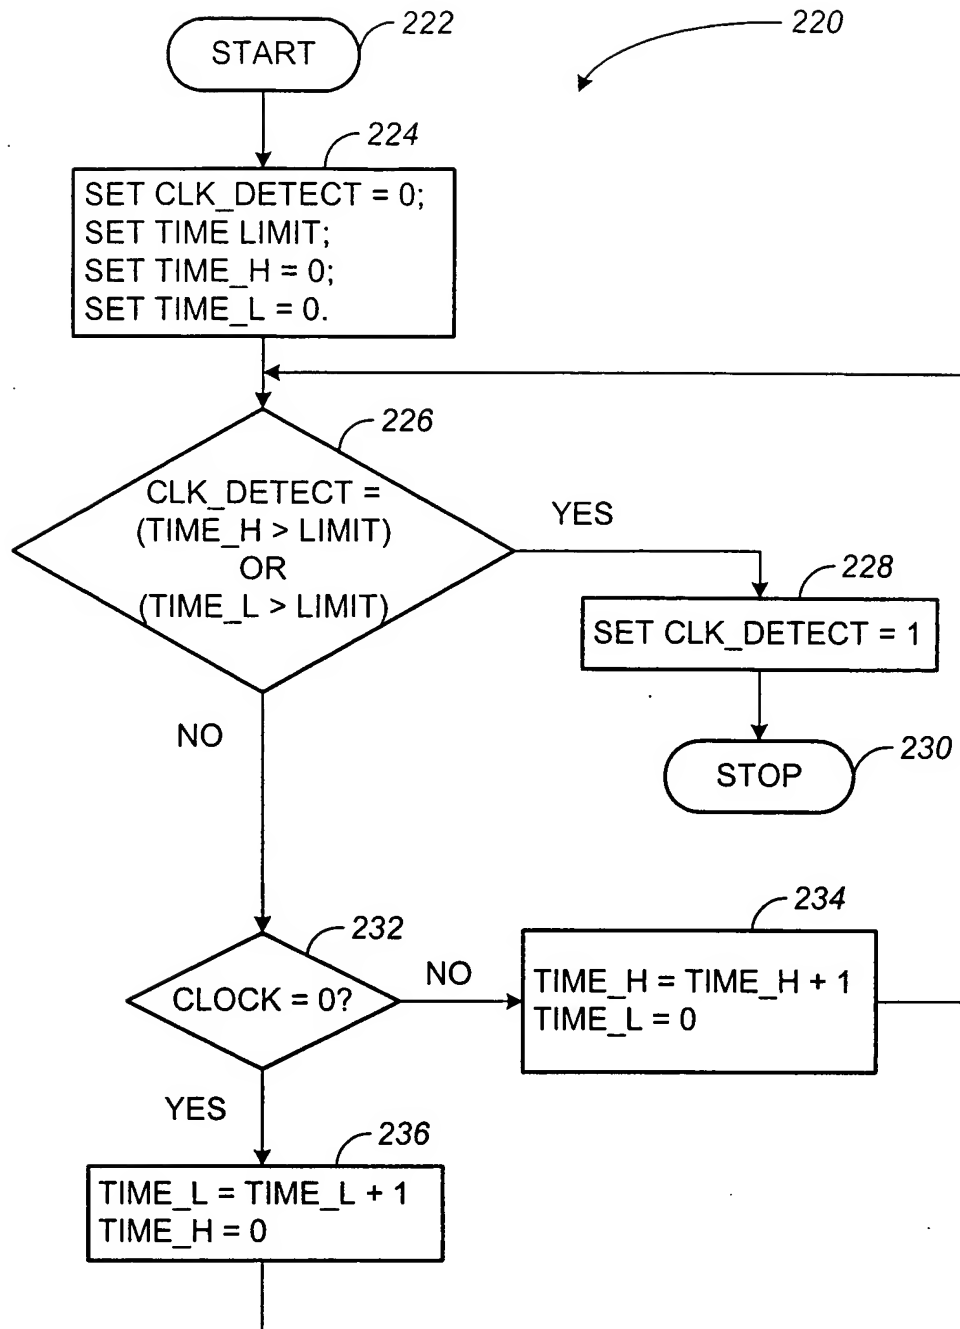 222
START
220
224
SET CLK_DETECT = 0;
SET TIME LIMIT;
SET TIME_H = 0;
SET TIME_L = 0.
226
CLK_DETECT =
(TIME_H > LIMIT)
OR
(TIME_L > LIMIT)
YES
228
SET CLK_DETECT = 1
NO
230
STOP
232
CLOCK = 0?
NO
234
TIME_H = TIME_H + 1
TIME_L = 0
YES
236
TIME_L = TIME_L + 1
TIME_H = 0